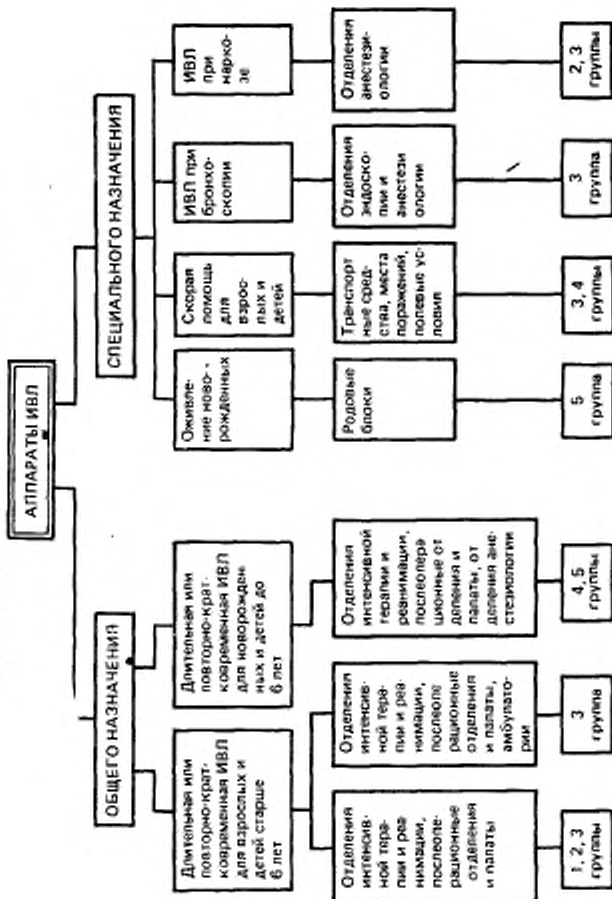 АППАРАТЫ ИВЛ
ОБЩЕГО НАЗНАЧЕНИЯ
СПЕЦИАЛЬНОГО НАЗНАЧЕНИЯ
Длительная или
повторно-крат-
ковременная ИВЛ
для взрослых и
детей старше
6 лет
Длительная или
повторно-крат-
ковременная ИВЛ
для новорожден
ных и детей до
6 лет
Оживле-
ние ново-
рожденных
Скорая
помощь
для
взрос-
лых и
детей
ИВЛ при
бронхо-
скопии
ИВЛ
при
нарко-
зе
Отделения
интенсив-
ной тера-
пии и реа-
нимации,
послеопе-
рационные
отделения
и палаты
Отделения
интенсив-
ной тера-
пии и реа-
нимации,
послеопе
рационные
отделения
и палаты,
амбулато-
рии
Отделения
интенсивной
терапии и
реанимации,
послеопера
ционные от
деления и
палаты, от
деления ане-
стезиологии
Родовые
блоки
Транспорт
ные сред-
ства, места
поражений,
полевые ус-
ловия
Отделения
эндоско-
пии и
анестези
ологии
Отделения
анестези-
ологии
1, 2, 3
группы
3
группа
4, 5
группы
5
группа
3, 4
группы
3
группа
2, 3
группы